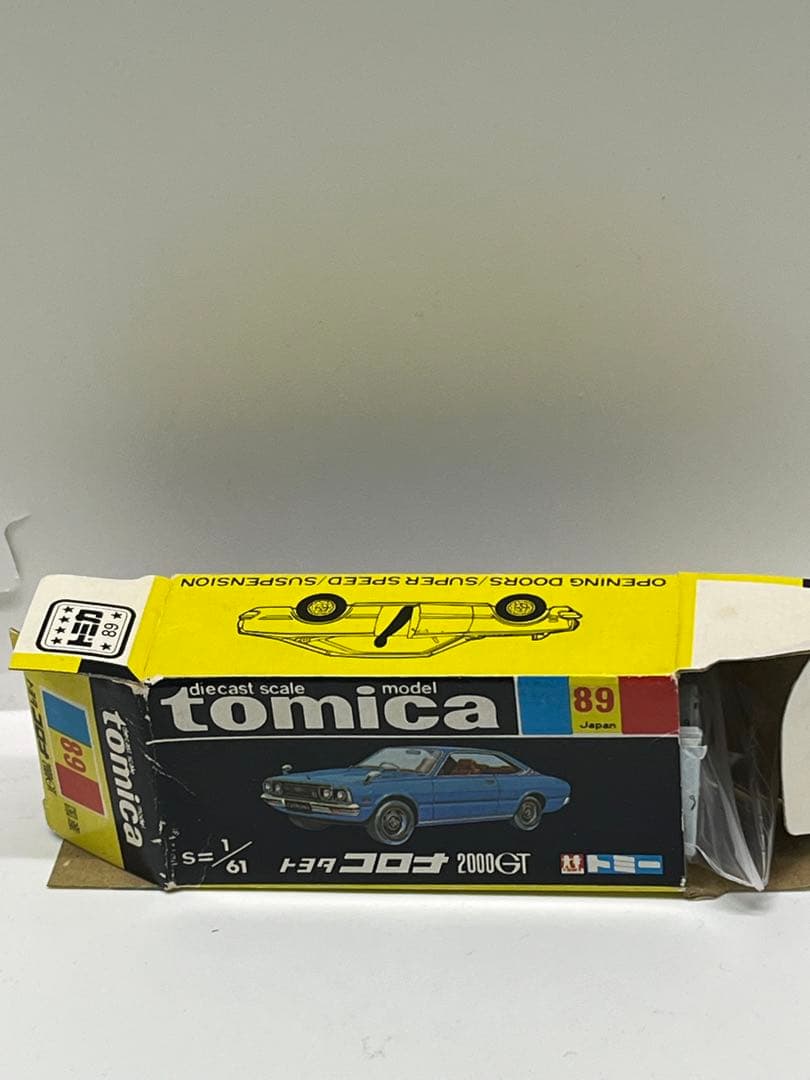 OPENING DOORS/SUPER SPEED/SUSPENSION
89
diecast scale model
tomica
89
Japan
S=1/61
トヨタ コロナ 2000GT
トミー
tomica
89